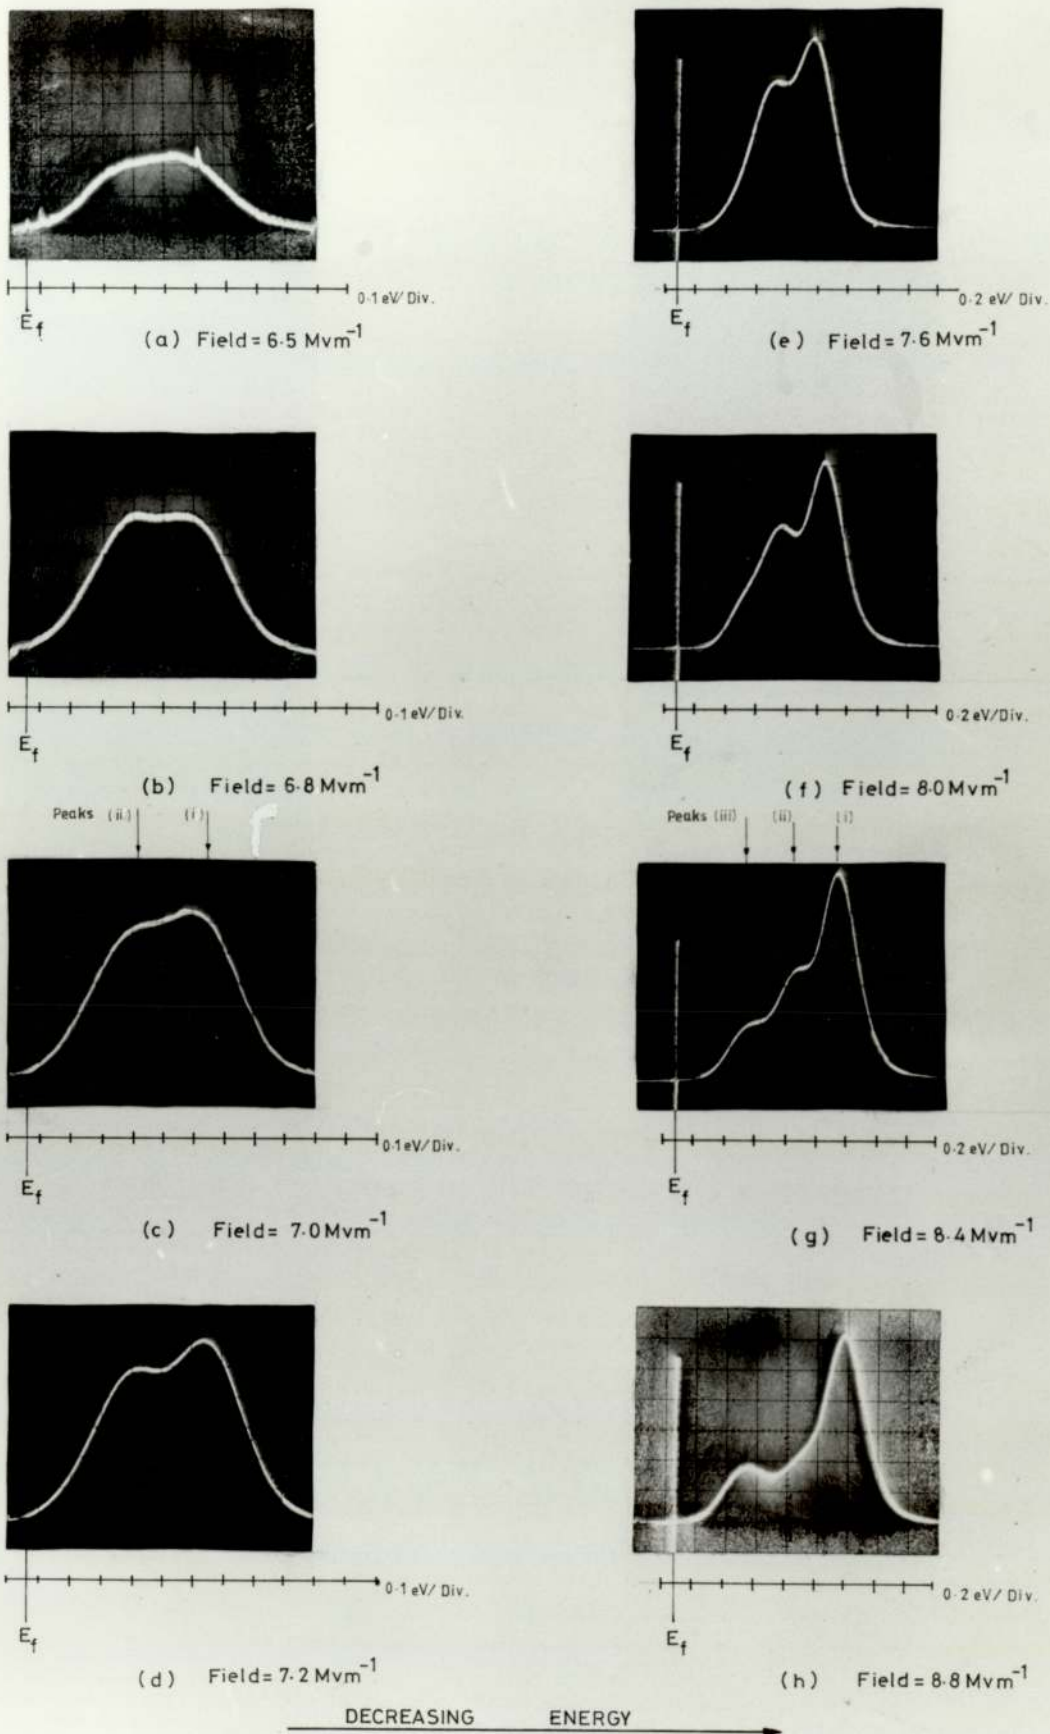 0·1 eV/Div.
E_f
(a) Field = 6·5 Mvm⁻¹
0·1 eV/Div.
E_f
(b) Field = 6·8 Mvm⁻¹
Peaks (ii) (i)
0·1 eV/Div.
E_f
(c) Field = 7·0 Mvm⁻¹
0·1 eV/Div.
E_f
(d) Field = 7·2 Mvm⁻¹
0·2 eV/Div.
E_f
(e) Field = 7·6 Mvm⁻¹
0·2 eV/Div.
E_f
(f) Field = 8·0 Mvm⁻¹
Peaks (iii) (ii) (i)
0·2 eV/Div.
E_f
(g) Field = 8·4 Mvm⁻¹
0·2 eV/Div.
E_f
(h) Field = 8·8 Mvm⁻¹
DECREASING ENERGY